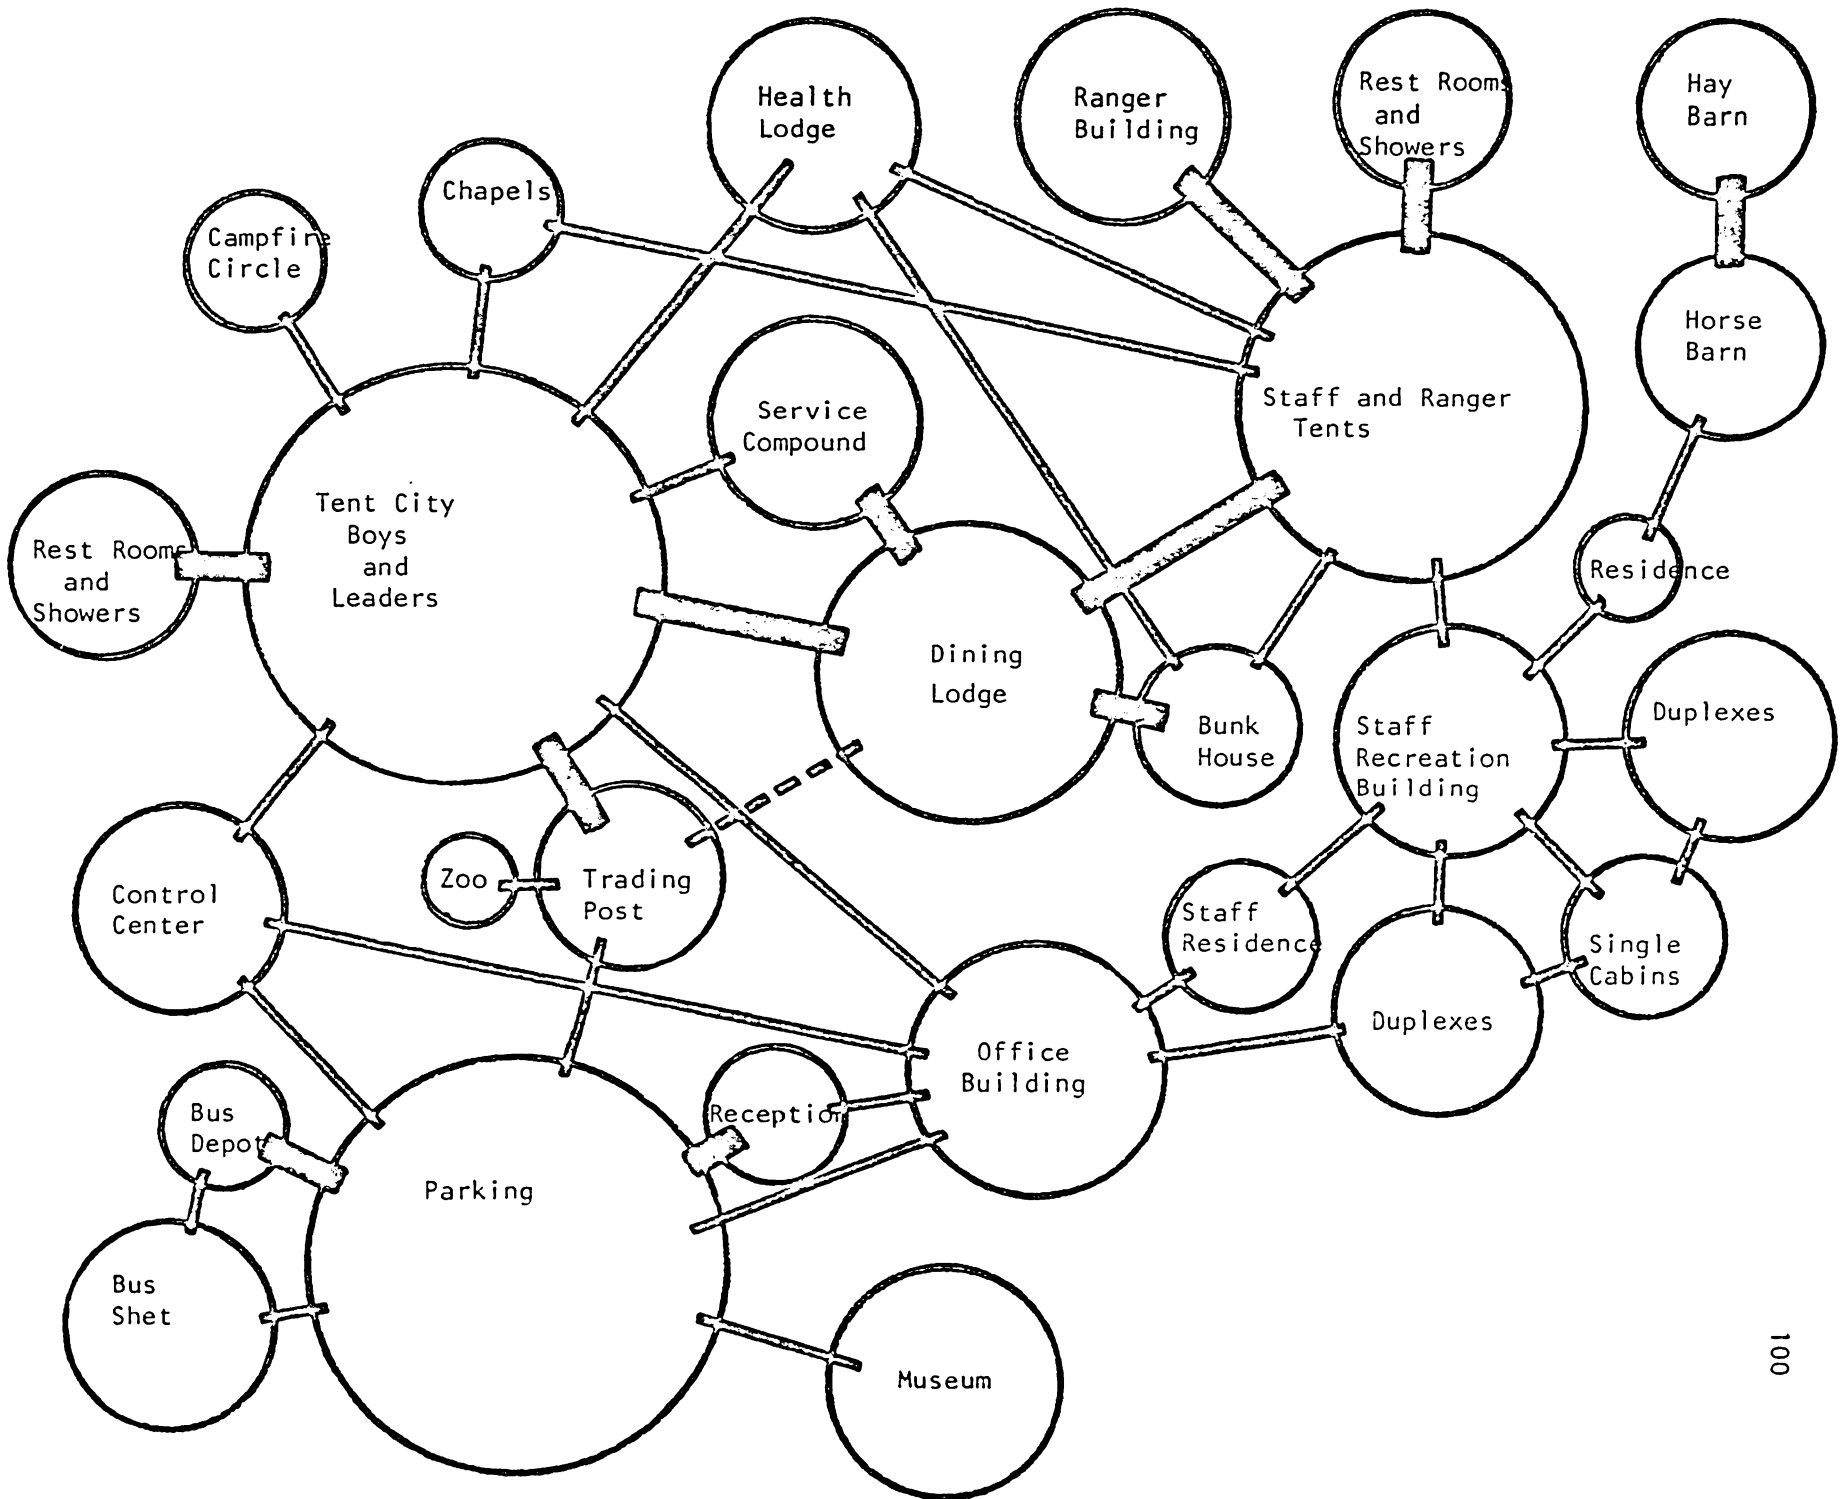 Health
Lodge
Ranger
Building
Rest Rooms
and
Showers
Hay
Barn
Chapels
Campfire
Circle
Horse
Barn
Service
Compound
Staff and Ranger
Tents
Tent City
Boys
and
Leaders
Rest Rooms
and
Showers
Residence
Dining
Lodge
Bunk
House
Staff
Recreation
Building
Duplexes
Control
Center
Zoo
Trading
Post
Staff
Residence
Single
Cabins
Duplexes
Office
Building
Reception
Bus
Depot
Parking
Bus
Shet
Museum
100